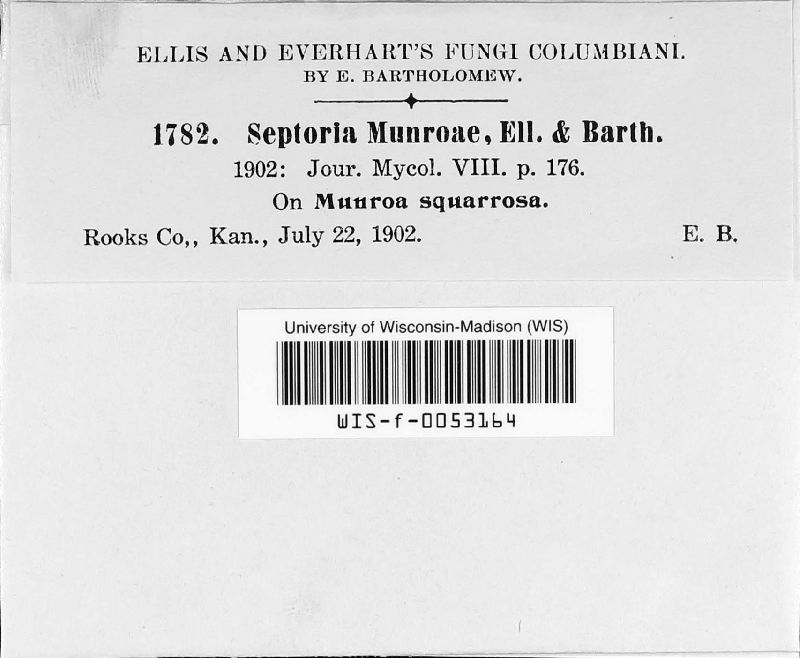 ELLIS AND EVERHART'S FUNGI COLUMBIANI.
BY E. BARTHOLOMEW.
1782. Septoria Munroae, Ell. & Barth.
1902: Jour. Mycol. VIII. p. 176.
On Munroa squarrosa.
Rooks Co,, Kan., July 22, 1902. E. B.
University of Wisconsin-Madison (WIS)
WIS-f-0053164